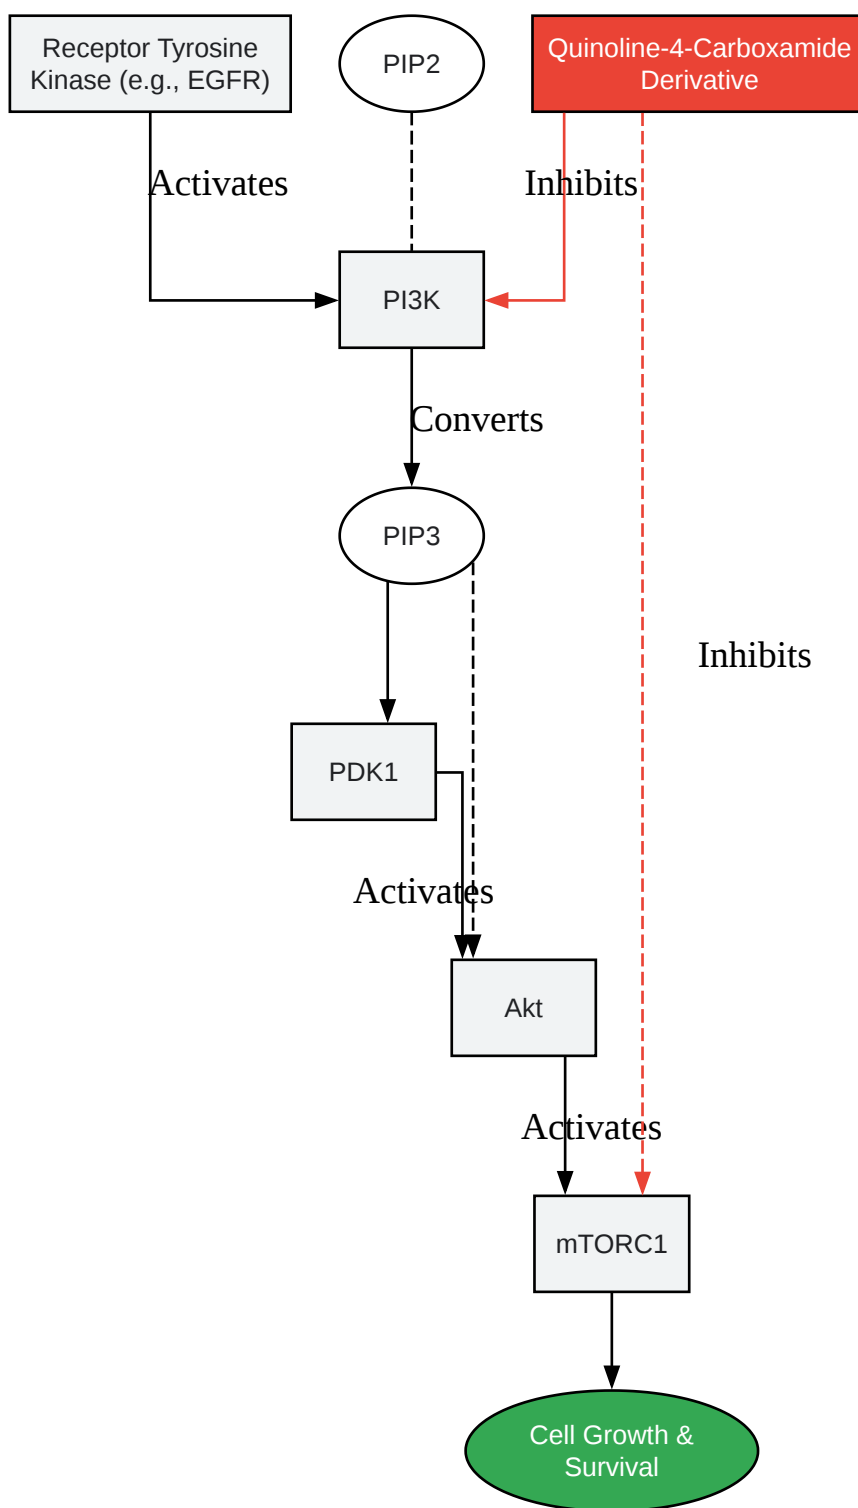 Receptor Tyrosine
Kinase (e.g., EGFR)
PIP2
Quinoline-4-Carboxamide
Derivative
Activates
Inhibits
PI3K
Converts
PIP3
Inhibits
PDK1
Activates
Akt
Activates
mTORC1
Cell Growth &
Survival